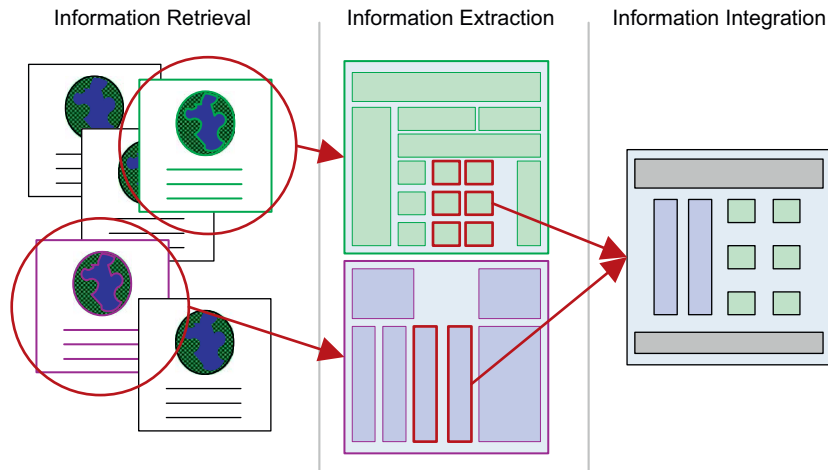 Information Retrieval
Information Extraction
Information Integration